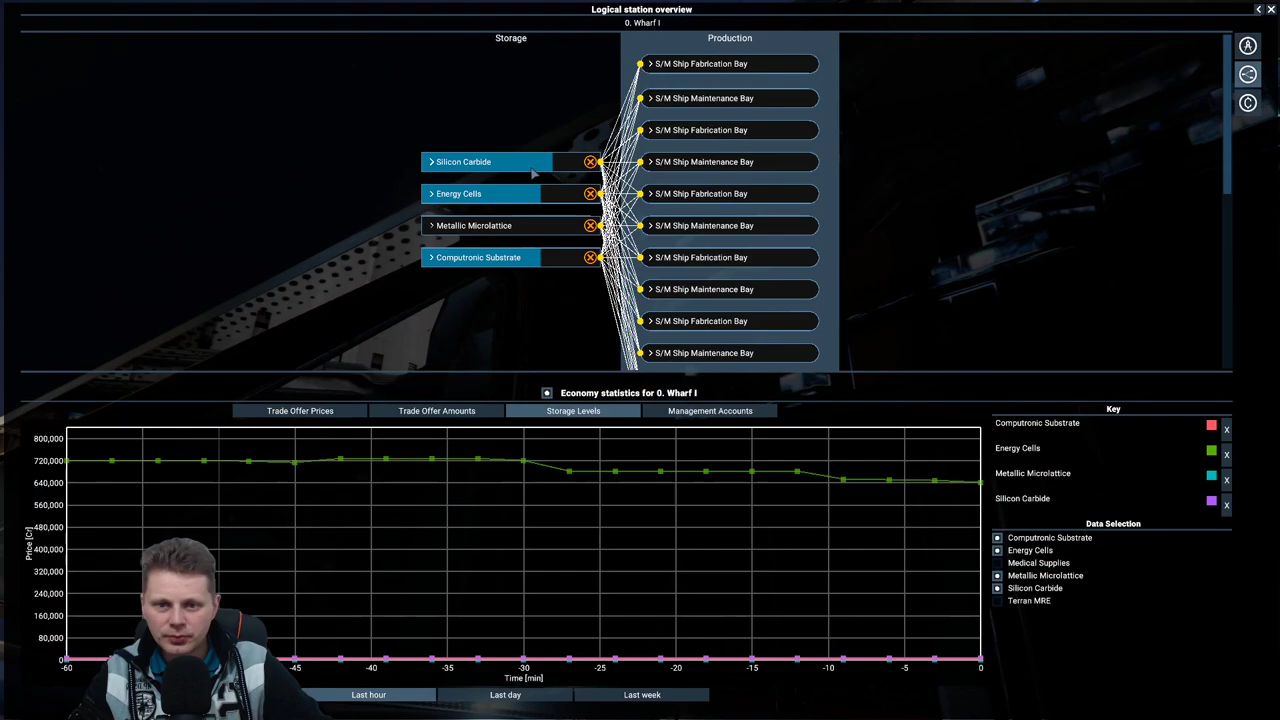 Logical station overview
0. Wharf I
Storage
Production
S/M Ship Fabrication Bay
S/M Ship Maintenance Bay
S/M Ship Fabrication Bay
Silicon Carbide
S/M Ship Maintenance Bay
Energy Cells
S/M Ship Fabrication Bay
Metallic Microlattice
S/M Ship Maintenance Bay
Computronic Substrate
S/M Ship Fabrication Bay
S/M Ship Maintenance Bay
S/M Ship Fabrication Bay
S/M Ship Maintenance Bay
Economy statistics for 0. Wharf I
Trade Offer Prices
Trade Offer Amounts
Storage Levels
Management Accounts
Key
Computronic Substrate
X
Energy Cells
X
Metallic Microlattice
X
Silicon Carbide
X
Data Selection
Computronic Substrate
Energy Cells
Medical Supplies
Metallic Microlattice
Silicon Carbide
Terran MRE
800,000
720,000
640,000
560,000
480,000
400,000
320,000
240,000
160,000
80,000
0
Price [Cr]
-60
-45
-40
-35
-30
-25
-20
-15
-10
-5
0
Time [min]
Last hour
Last day
Last week